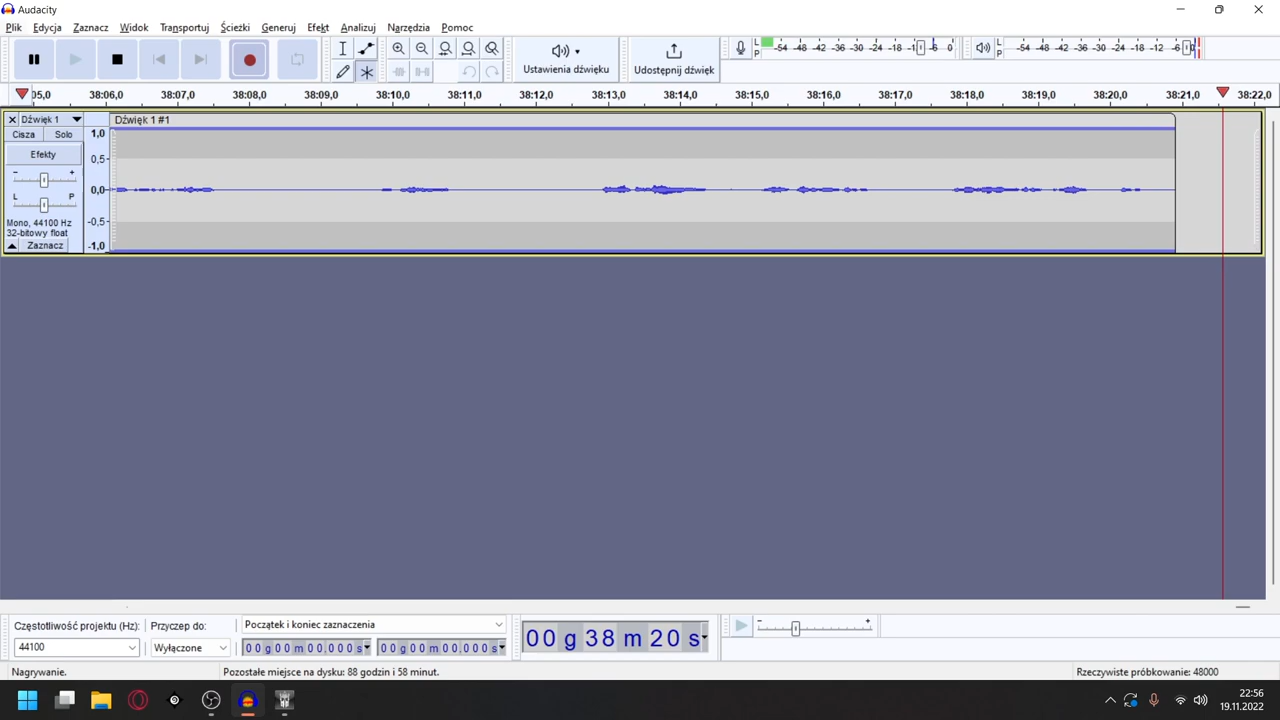 Audacity
Plik Edycja Zaznacz Widok Transportuj Ścieżki Generuj Efekt Analizuj Narzędzia Pomoc
Ustawienia dźwięku
Udostępnij dźwięk
L P -54 -48 -42 -36 -30 -24 -18 -12 -6 0
L P -54 -48 -42 -36 -30 -24 -18 -12 -6 0
05,0 38:06,0 38:07,0 38:08,0 38:09,0 38:10,0 38:11,0 38:12,0 38:13,0 38:14,0 38:15,0 38:16,0 38:17,0 38:18,0 38:19,0 38:20,0 38:21,0 38:22,0
Dźwięk 1
Dźwięk 1 #1
Cisza Solo
Efekty
- +
L P
Mono, 44100 Hz
32-bitowy float
Zaznacz
1,0
0,5
0,0
-0,5
-1,0
Częstotliwość projektu (Hz):
44100
Przyczep do:
Wyłączone
Początek i koniec zaznaczenia
00 g 00 m 00.000 s
00 g 00 m 00.000 s
00 g 38 m 20 s
- +
Nagrywanie.
Pozostałe miejsce na dysku: 88 godzin i 58 minut.
Rzeczywiste próbkowanie: 48000
22:56
19.11.2022